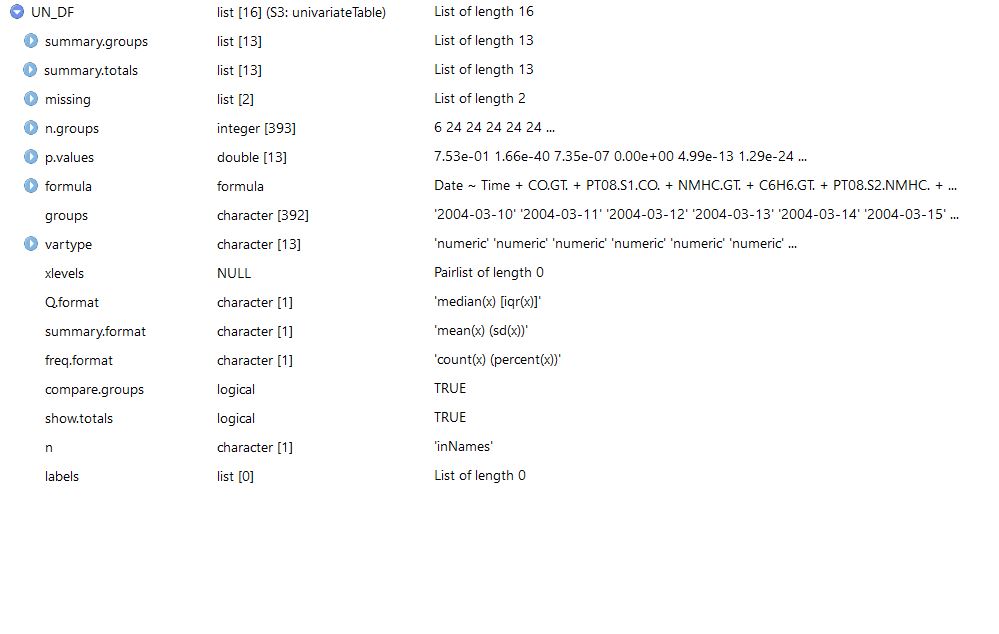 UN_DF list [16] (S3: univariateTable) List of length 16
summary.groups list [13] List of length 13
summary.totals list [13] List of length 13
missing list [2] List of length 2
n.groups integer [393] 6 24 24 24 24 24 ...
p.values double [13] 7.53e-01 1.66e-40 7.35e-07 0.00e+00 4.99e-13 1.29e-24 ...
formula formula Date ~ Time + CO.GT. + PT08.S1.CO. + NMHC.GT. + C6H6.GT. + PT08.S2.NMHC. + ...
groups character [392] '2004-03-10' '2004-03-11' '2004-03-12' '2004-03-13' '2004-03-14' '2004-03-15' ...
vartype character [13] 'numeric' 'numeric' 'numeric' 'numeric' 'numeric' 'numeric' ...
xlevels NULL Pairlist of length 0
Q.format character [1] 'median(x) [iqr(x)]'
summary.format character [1] 'mean(x) (sd(x))'
freq.format character [1] 'count(x) (percent(x))'
compare.groups logical TRUE
show.totals logical TRUE
n character [1] 'inNames'
labels list [0] List of length 0